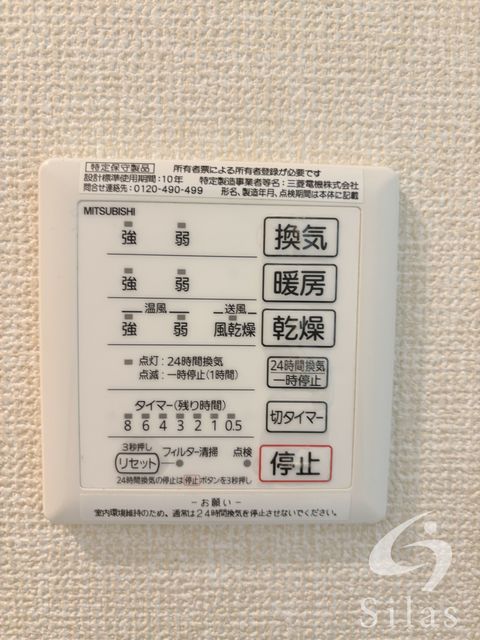 特定保守製品 所有者票による所有者登録が必要です
設計標準使用期間:10年 特定製造事業者等名:三菱電機株式会社
問合せ連絡先:0120-490-499 形名、製造年月、点検期間は本体に記載
MITSUBISHI
強 弱 換気
強 弱 暖房
温風 送風
強 弱 風乾燥 乾燥
点灯:24時間換気
点滅:一時停止(1時間)
24時間換気
一時停止
タイマー(残り時間)
8 6 4 3 2 1 0.5
切タイマー
3秒押し
リセット フィルター清掃 点検
停止
24時間換気の停止は停止ボタンを3秒押し
−お願い−
室内環境維持のため、通常は24時間換気を停止させないでください。
Silas